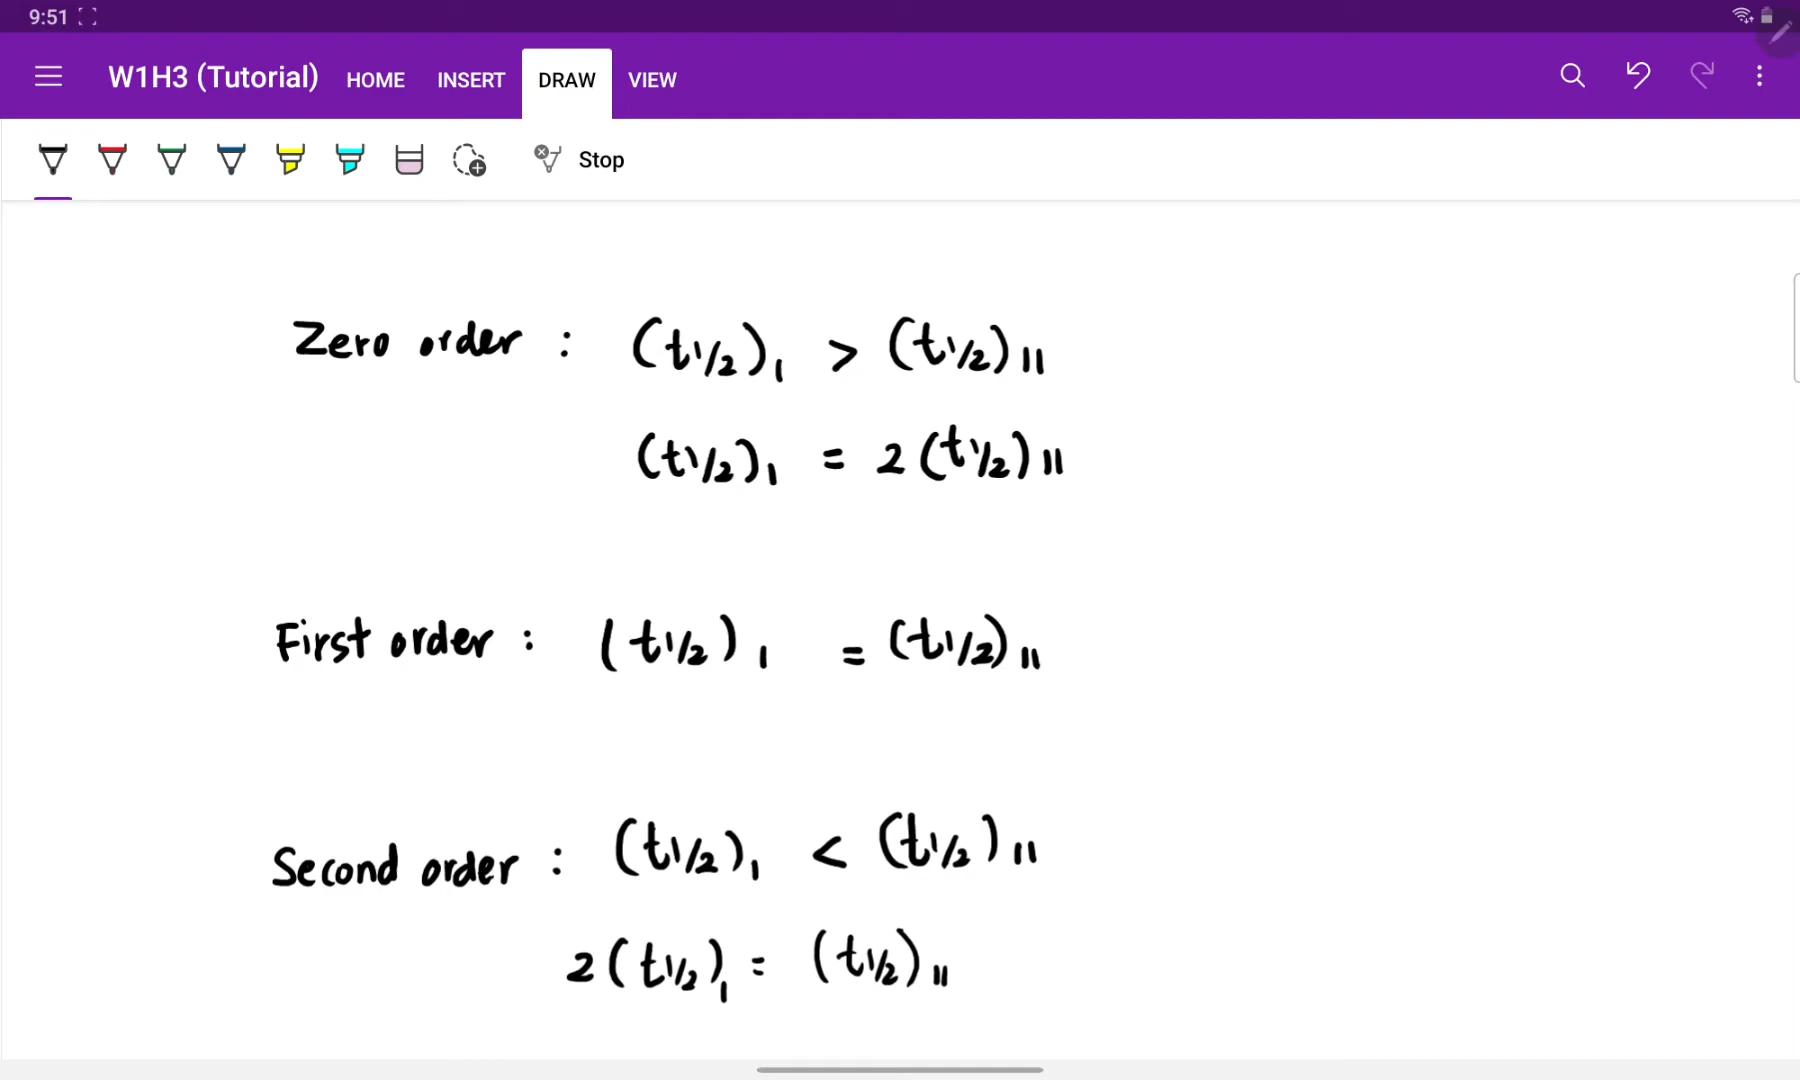 9:51
W1H3 (Tutorial) HOME INSERT DRAW VIEW
Stop
Zero order : (t1/2)I > (t1/2)II
(t1/2)I = 2(t1/2)II
First order : (t1/2)I = (t1/2)II
Second order : (t1/2)I < (t1/2)II
2(t1/2)I = (t1/2)II